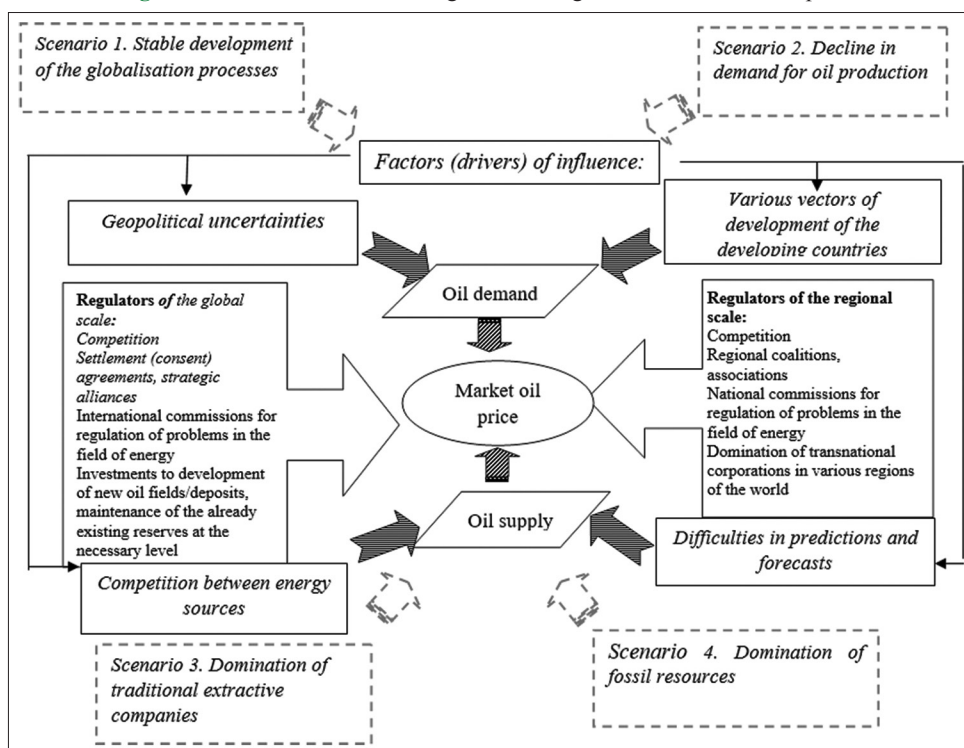 Scenario 1. Stable development
of the globalisation processes
Scenario 2. Decline in
demand for oil production
Factors (drivers) of influence:
Geopolitical uncertainties
Various vectors of
development of the
developing countries
Oil demand
Regulators of the global
scale:
Competition
Settlement (consent)
agreements, strategic
alliances
International commissions for
regulation of problems in the
field of energy
Investments to development
of new oil fields/deposits,
maintenance of the already
existing reserves at the
necessary level
Market oil
price
Regulators of the regional
scale:
Competition
Regional coalitions,
associations
National commissions for
regulation of problems in the
field of energy
Domination of transnational
corporations in various regions
of the world
Oil supply
Competition between energy
sources
Difficulties in predictions and
forecasts
Scenario 3. Domination of
traditional extractive
companies
Scenario 4. Domination of
fossil resources